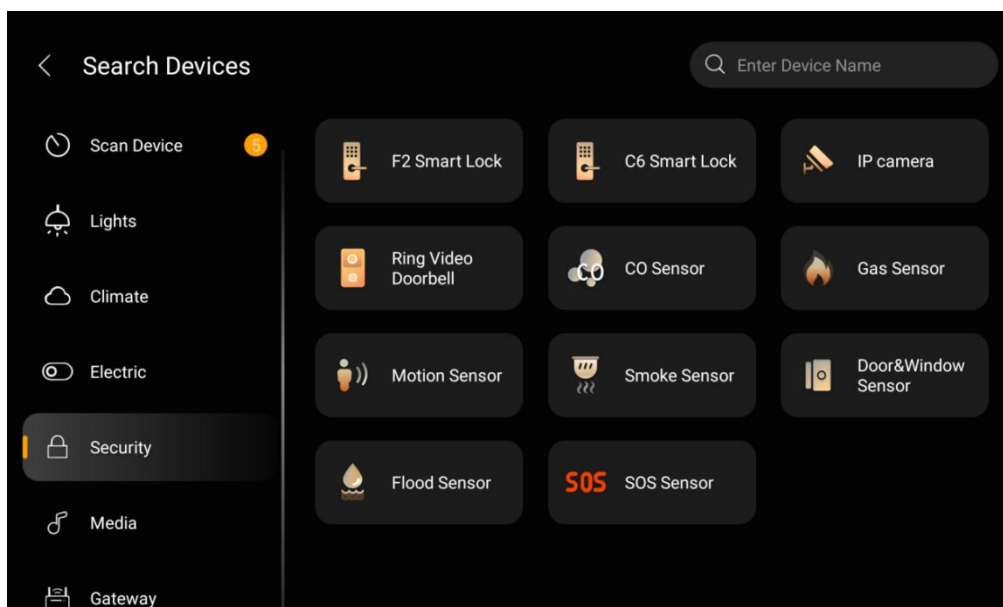 Search Devices
Enter Device Name
Scan Device
5
Lights
Climate
Electric
Security
Media
Gateway
F2 Smart Lock
C6 Smart Lock
IP camera
Ring Video
Doorbell
CO
CO Sensor
Gas Sensor
Motion Sensor
Smoke Sensor
Door&Window
Sensor
Flood Sensor
SOS
SOS Sensor